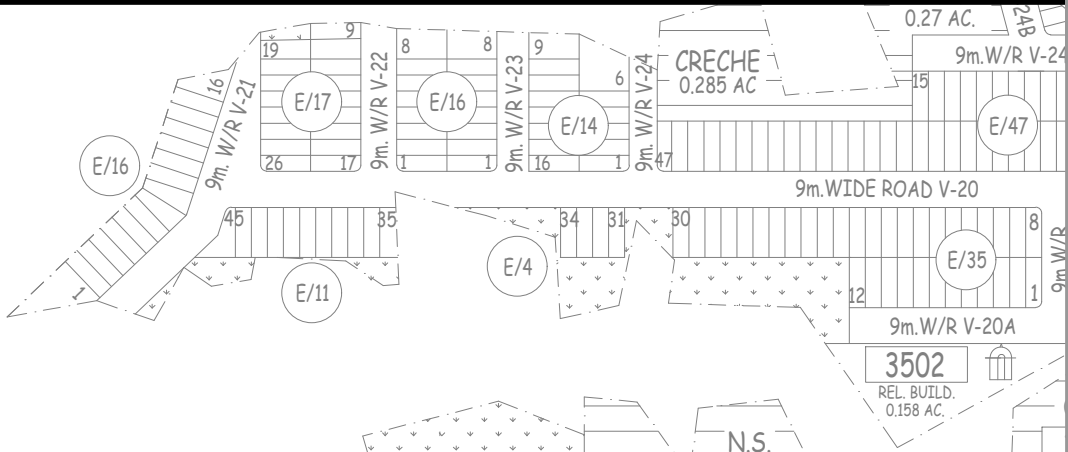 0.27 AC.
24B
9m.W/R V-24
CRECHE
0.285 AC
15
19
9
8
8
9
6
16
9m. W/R V-21
9m. W/R V-22
9m. W/R V-23
9m. W/R V-24
E/17
E/16
E/14
E/47
E/16
26
17
1
1
16
1
47
9m.WIDE ROAD V-20
45
35
34
31
30
8
9m W/R
E/4
E/35
E/11
1
12
1
9m.W/R V-20A
3502
REL. BUILD.
0.158 AC.
N.S.